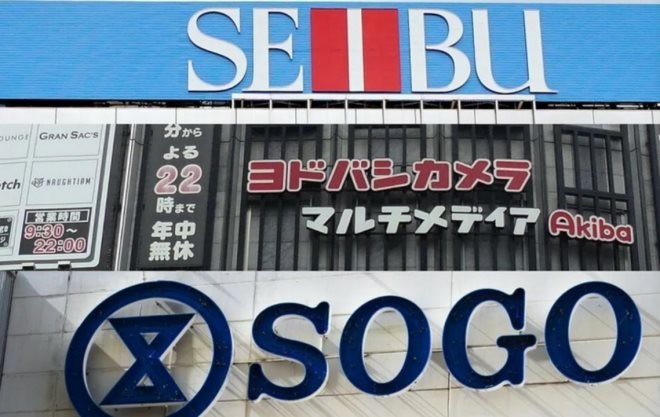 SEIBU
OUNGE
GRAN SAC'S
etch
NAUGHTIAM
営業時間
9:30~
22:00
分から
よる
22
時まで
年中
無休
ヨドバシカメラ
マルチメディア Akiba
SOGO